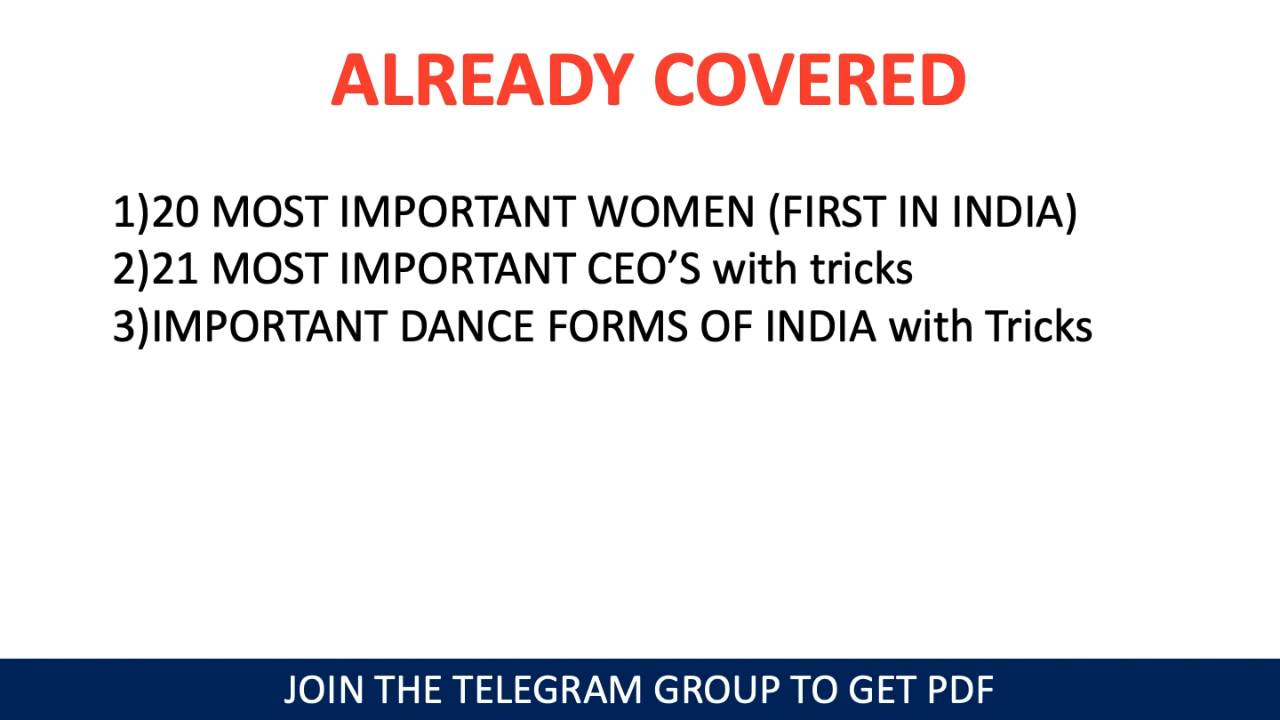 ALREADY COVERED
1)20 MOST IMPORTANT WOMEN (FIRST IN INDIA)
2)21 MOST IMPORTANT CEO’S with tricks
3)IMPORTANT DANCE FORMS OF INDIA with Tricks
JOIN THE TELEGRAM GROUP TO GET PDF